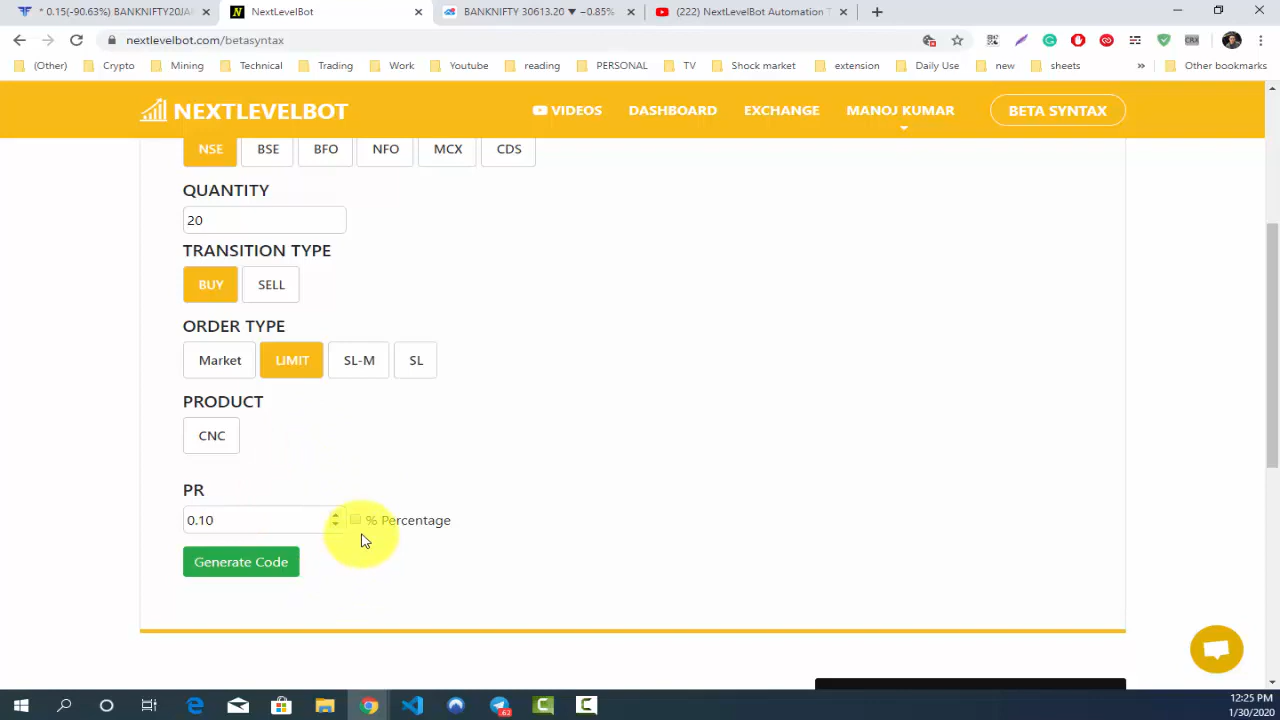 * 0.15(-90.63%) BANKNIFTY20JA
NextLevelBot
BANKNIFTY 30613.20 ▼ −0.85%
(222) NextLevelBot Automation T
nextlevelbot.com/betasyntax
(Other)
Crypto
Mining
Technical
Trading
Work
Youtube
reading
PERSONAL
TV
Shock market
extension
Daily Use
new
sheets
»
Other bookmarks
NEXTLEVELBOT
VIDEOS
DASHBOARD
EXCHANGE
MANOJ KUMAR
BETA SYNTAX
NSE
BSE
BFO
NFO
MCX
CDS
QUANTITY
20
TRANSITION TYPE
BUY
SELL
ORDER TYPE
Market
LIMIT
SL-M
SL
PRODUCT
CNC
PR
0.10
% Percentage
Generate Code
62
12:25 PM
1/30/2020